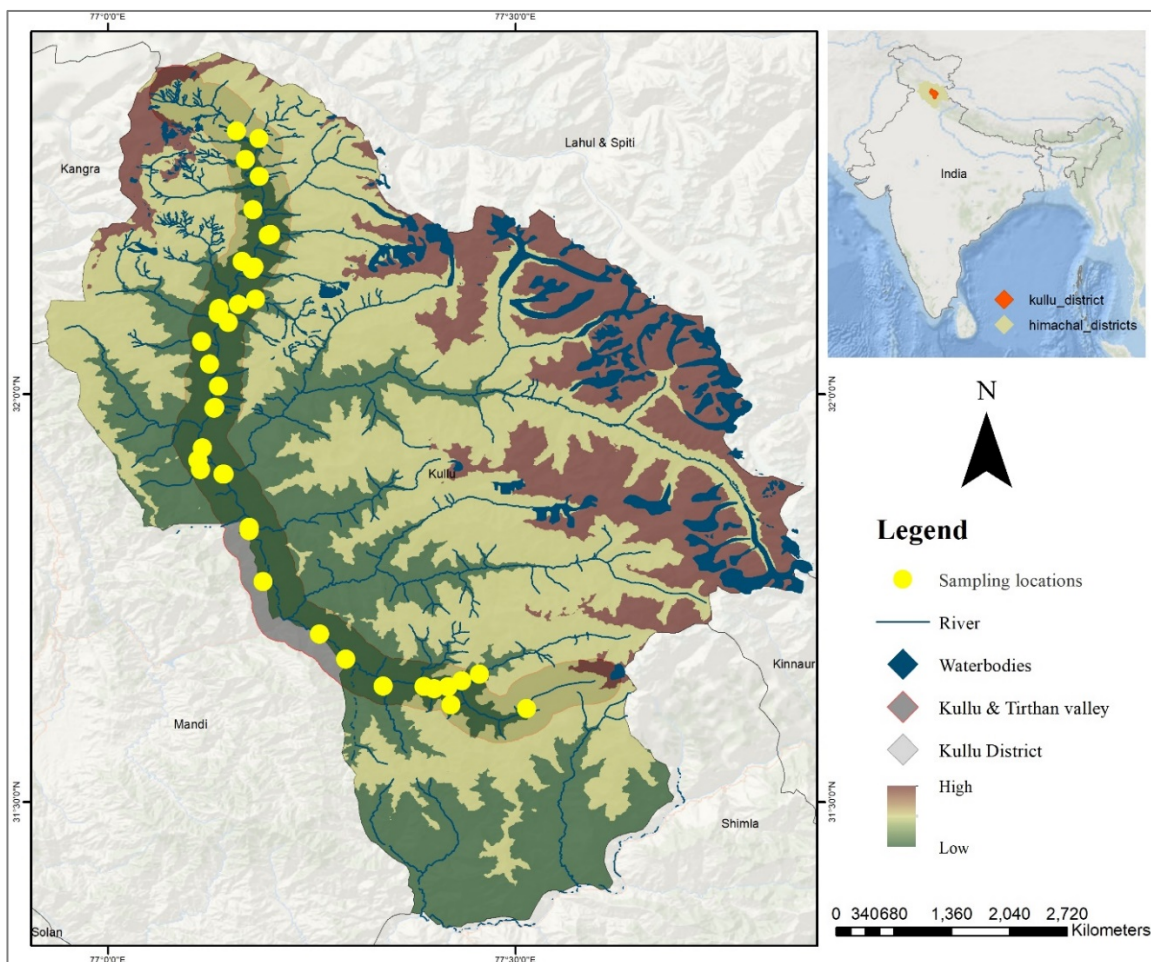 77°0'0"E
77°30'0"E
Kangra
Lahul & Spiti
32°0'0"N
32°0'0"N
Kullu
Kinnaur
Mandi
31°30'0"N
31°30'0"N
Shimla
Solan
77°0'0"E
77°30'0"E
India
kullu_district
himachal_districts
N
Legend
Sampling locations
River
Waterbodies
Kullu & Tirthan valley
Kullu District
High
Low
0 340680 1,360 2,040 2,720
Kilometers